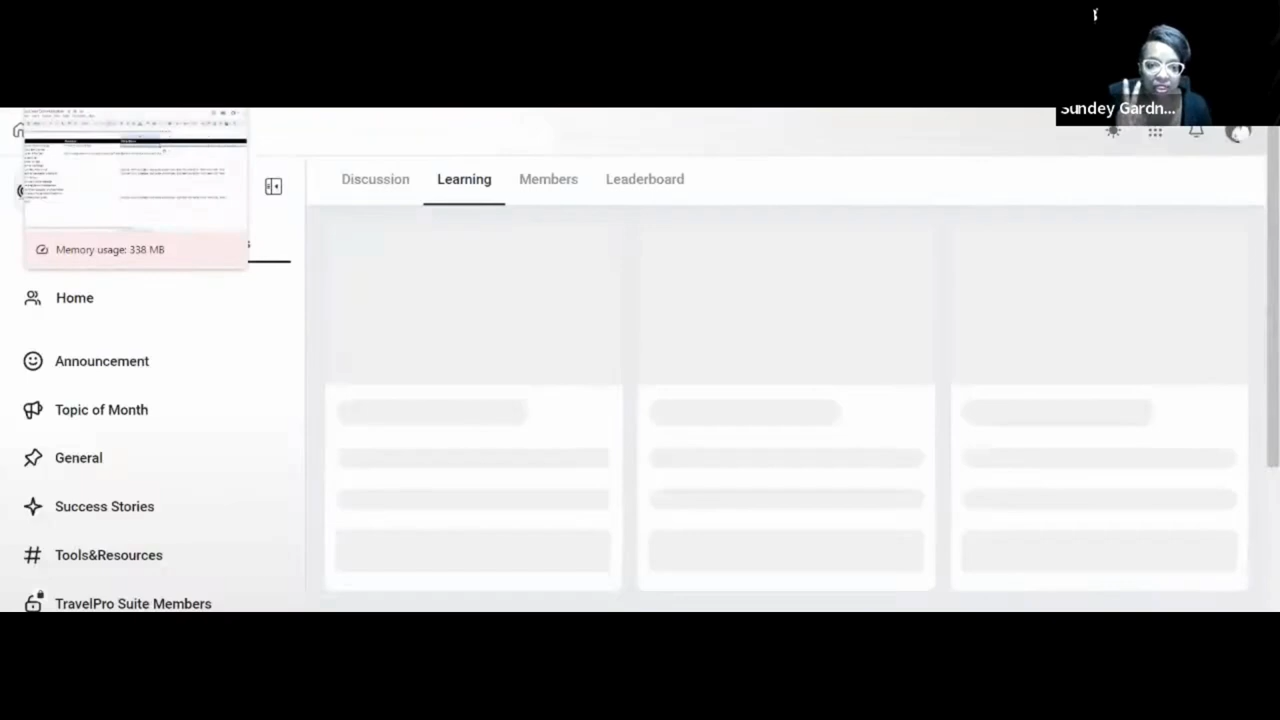 Sundey Gardn...
Discussion
Learning
Members
Leaderboard
Memory usage: 338 MB
Home
Announcement
Topic of Month
General
Success Stories
Tools&Resources
TravelPro Suite Members